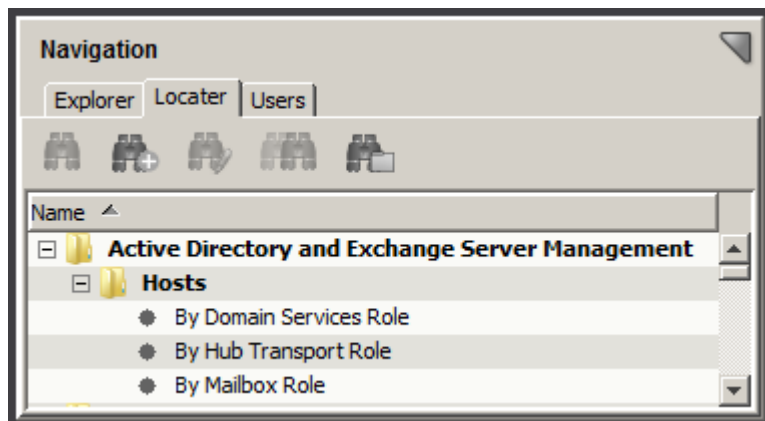 Navigation
Explorer Locater Users
Name
Active Directory and Exchange Server Management
Hosts
By Domain Services Role
By Hub Transport Role
By Mailbox Role